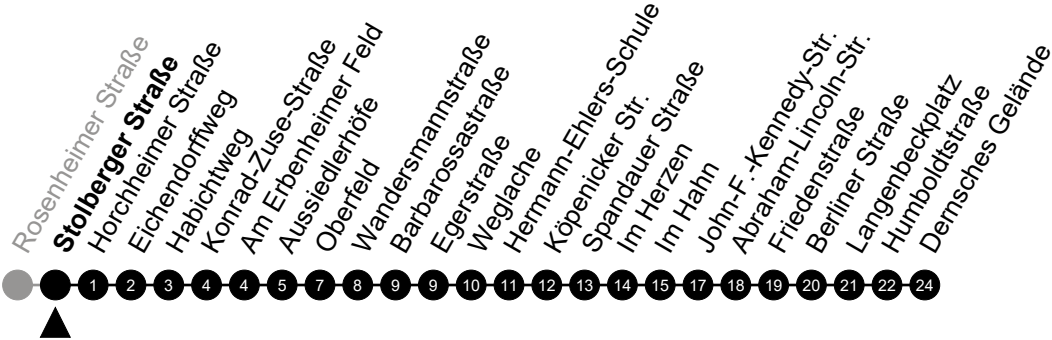 Rosenheimer Straße
Stolberger Straße
Horchheimer Straße
Eichendorffweg
Habichtweg
Konrad-Zuse-Straße
Am Erbenheimer Feld
Aussiedlerhöfe
Oberfeld
Wandersmannstraße
Barbarossastraße
Egerstraße
Weglache
Hermann-Ehlers-Schule
Köpenicker Str.
Spandauer Straße
Im Herzen
Im Hahn
John-F.-Kennedy-Str.
Abraham-Lincoln-Str.
Friedenstraße
Berliner Straße
Langenbeckplatz
Humboldtstraße
Dernsches Gelände
1 2 3 4 4 5 7 8 9 9 10 11 12 13 14 15 17 18 19 20 21 22 24